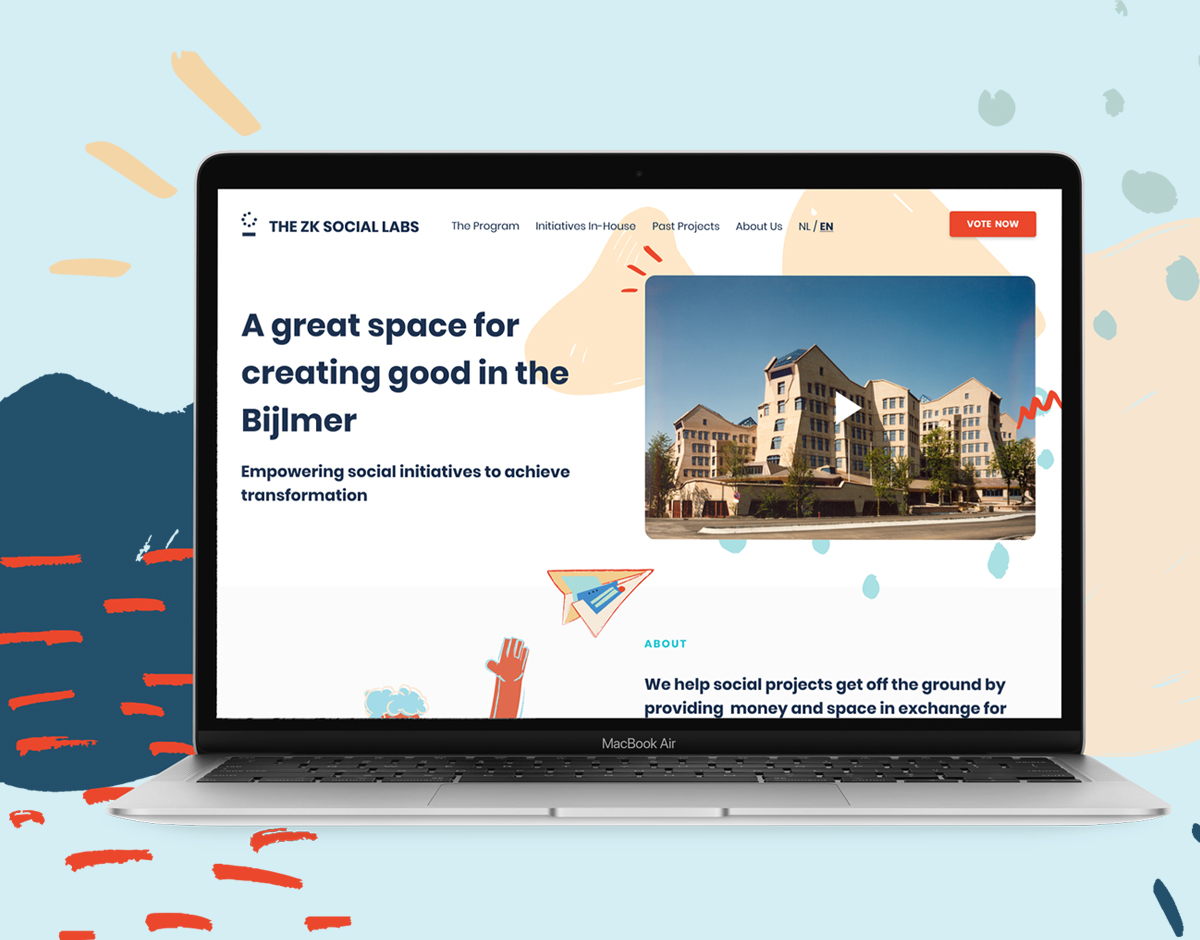 THE ZK SOCIAL LABS
The Program
Initiatives In-House
Past Projects
About Us
NL / EN
VOTE NOW
A great space for
creating good in the
Bijlmer
Empowering social initiatives to achieve
transformation
ABOUT
We help social projects get off the ground by
providing money and space in exchange for
MacBook Air